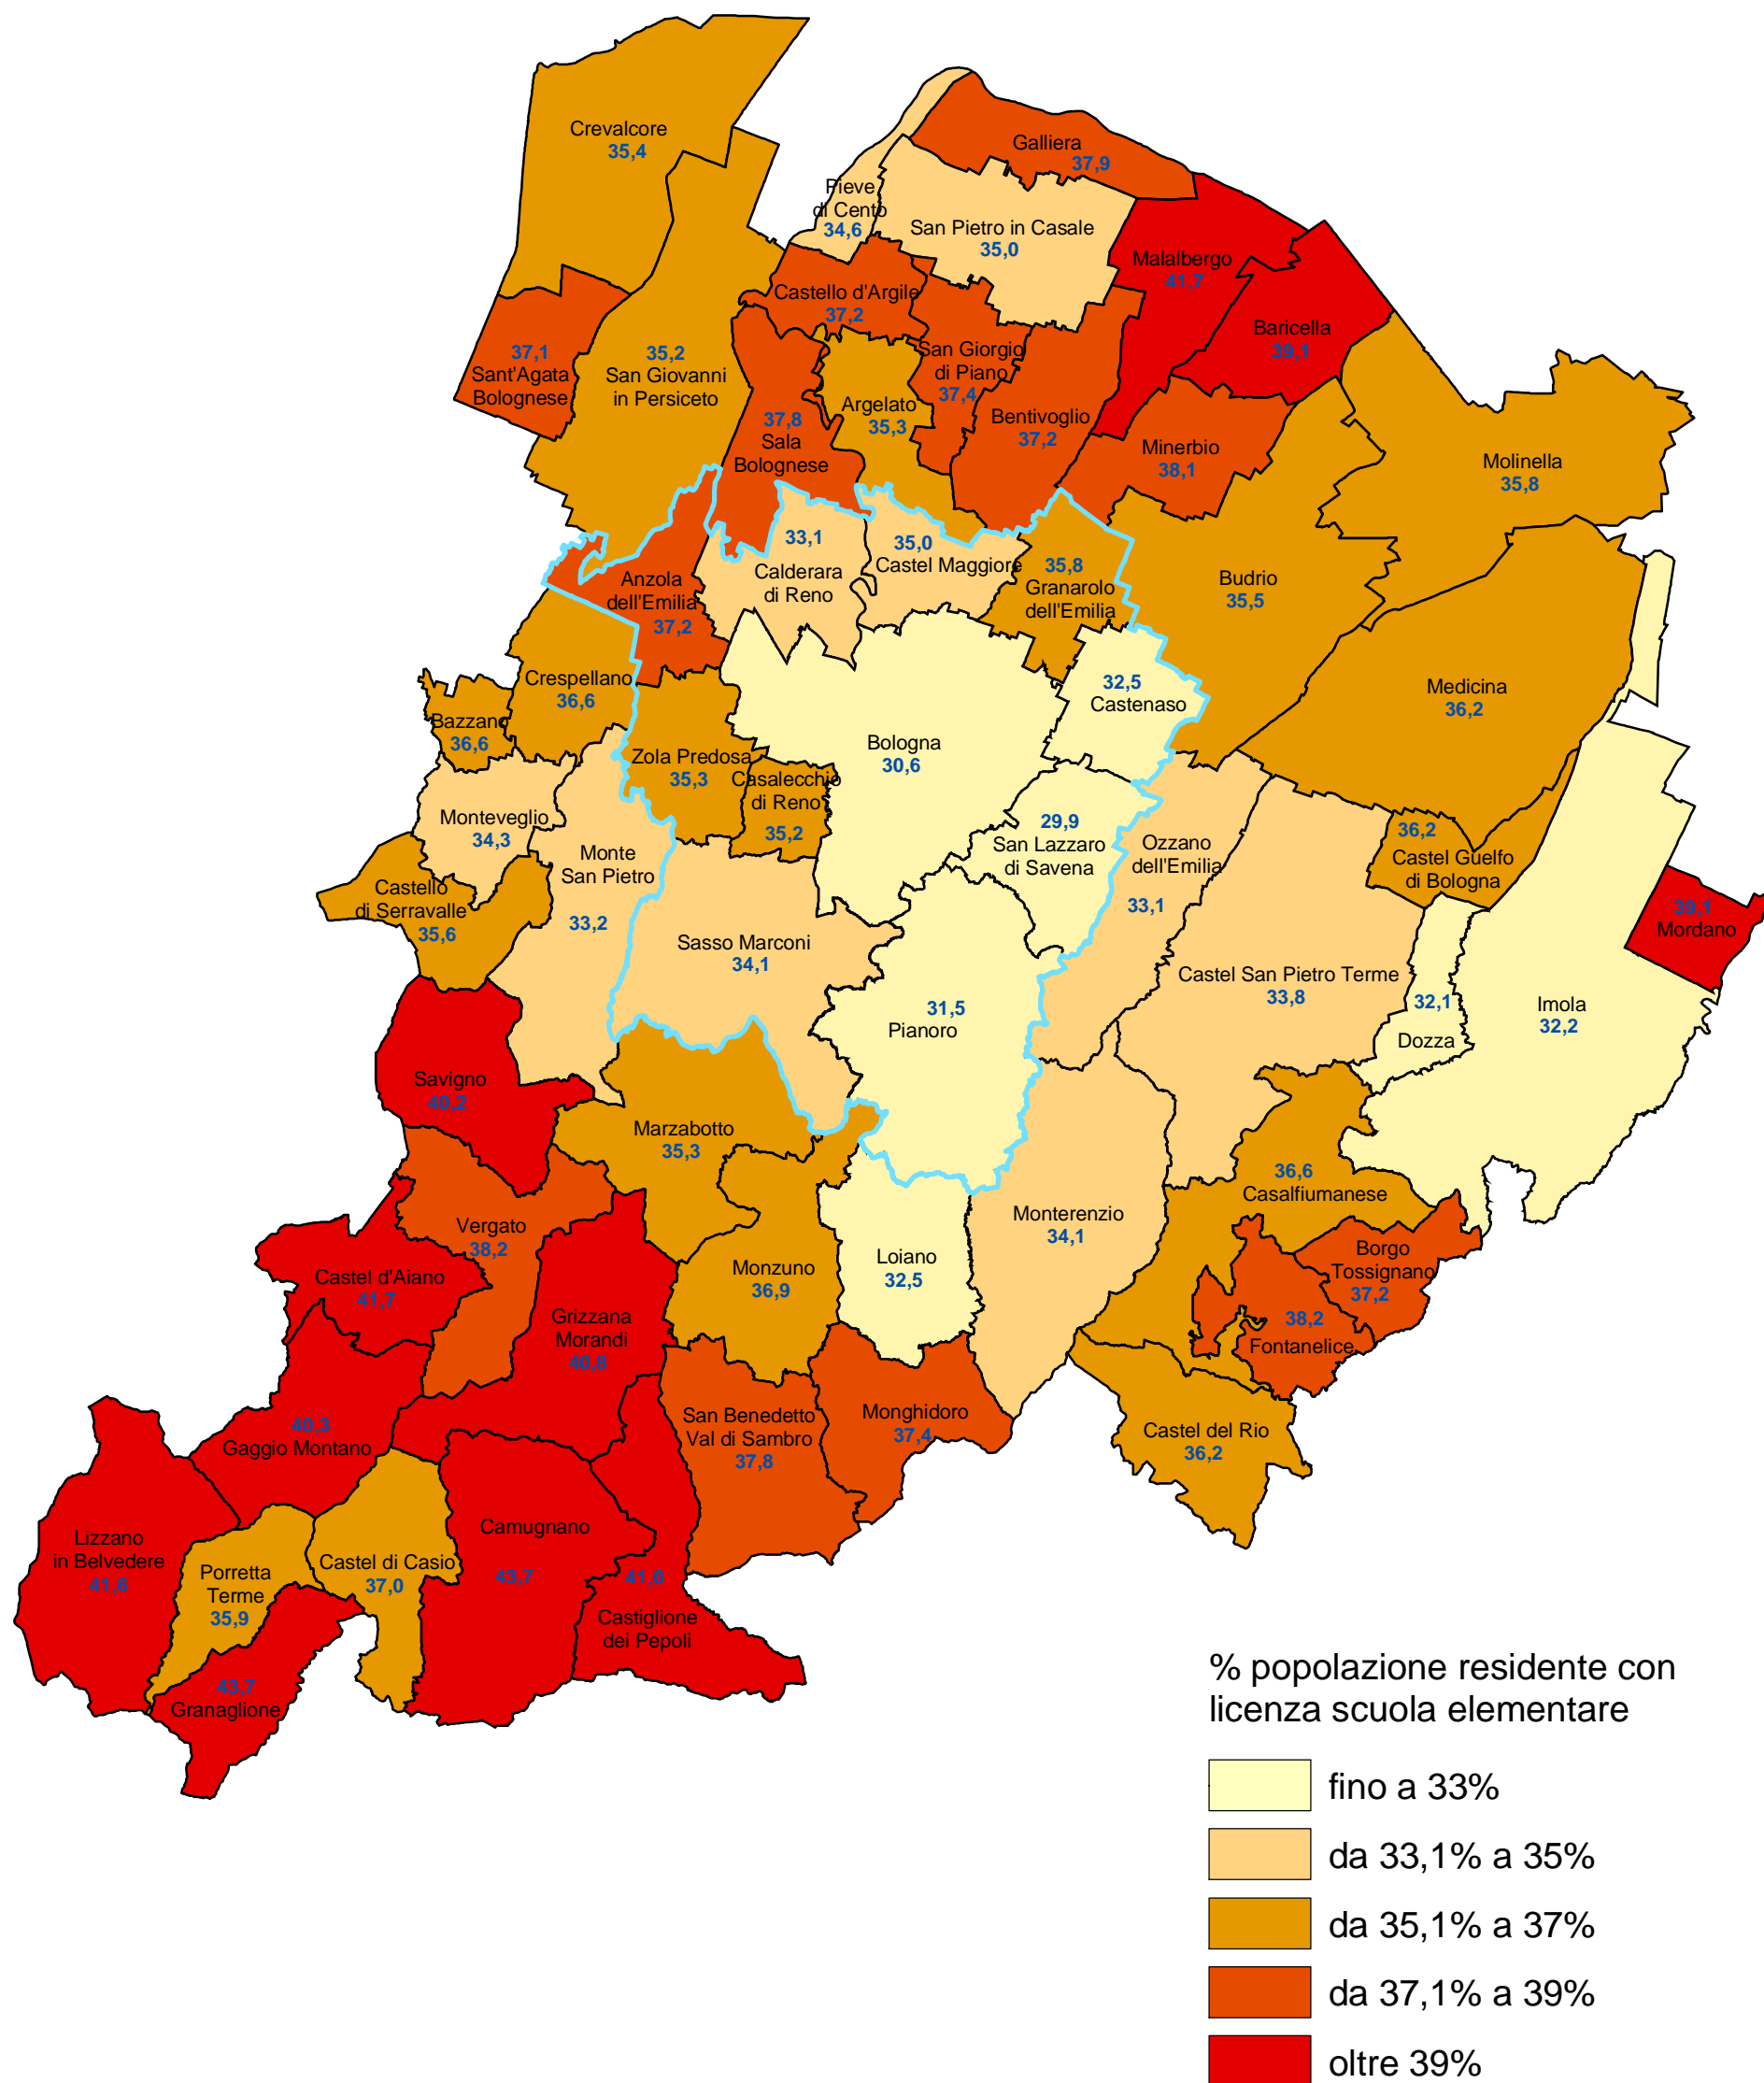 Crevalcore
35,4
Galliera
37,9
Pieve
di Cento
34,6
San Pietro in Casale
35,0
Malalbergo
41,7
Castello d'Argile
37,2
Baricella
39,1
37,1
Sant'Agata
Bolognese
35,2
San Giovanni
in Persiceto
San Giorgio
di Piano
37,4
Argelato
35,3
37,8
Sala
Bolognese
Bentivoglio
37,2
Minerbio
38,1
Molinella
35,8
33,1
Calderara
di Reno
35,0
Castel Maggiore
35,8
Granarolo
dell'Emilia
Budrio
35,5
Anzola
dell'Emilia
37,2
Crespellano
36,6
32,5
Castenaso
Medicina
36,2
Bazzano
36,6
Bologna
30,6
Zola Predosa
35,3
Casalecchio
di Reno
35,2
Monteveglio
34,3
29,9
San Lazzaro
di Savena
Ozzano
dell'Emilia
33,1
36,2
Castel Guelfo
di Bologna
Monte
San Pietro
33,2
Castello
di Serravalle
35,6
39,1
Mordano
Sasso Marconi
34,1
Castel San Pietro Terme
33,8
32,1
Dozza
Imola
32,2
31,5
Pianoro
Savigno
40,2
Marzabotto
35,3
36,6
Casalfiumanese
Vergato
38,2
Monterenzio
34,1
Castel d'Aiano
41,7
Monzuno
36,9
Loiano
32,5
Borgo
Tossignano
37,2
Grizzana
Morandi
40,8
38,2
Fontanelice
40,3
Gaggio Montano
San Benedetto
Val di Sambro
37,8
Monghidoro
37,4
Castel del Rio
36,2
Lizzano
in Belvedere
41,6
Camugnano
43,7
Porretta
Terme
35,9
Castel di Casio
37,0
41,0
Castiglione
dei Pepoli
43,7
Granaglione
% popolazione residente con
licenza scuola elementare
fino a 33%
da 33,1% a 35%
da 35,1% a 37%
da 37,1% a 39%
oltre 39%